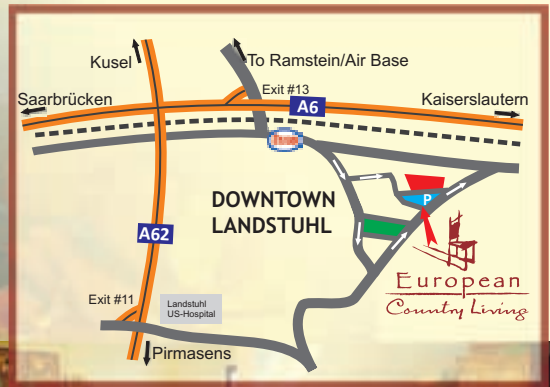 Kusel
To Ramstein/Air Base
Exit #13
Saarbrücken
A6
Kaiserslautern
DOWNTOWN
LANDSTUHL
P
A62
European
Country Living
Exit #11
Landstuhl
US-Hospital
Pirmasens